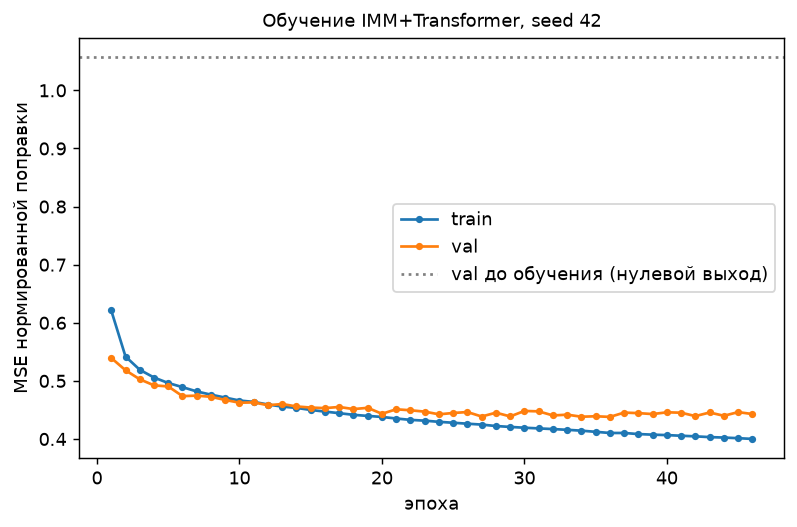 Обучение IMM+Transformer, seed 42
MSE нормированной поправки
1.0
0.9
0.8
0.7
0.6
0.5
0.4
train
val
val до обучения (нулевой выход)
0
10
20
30
40
эпоха